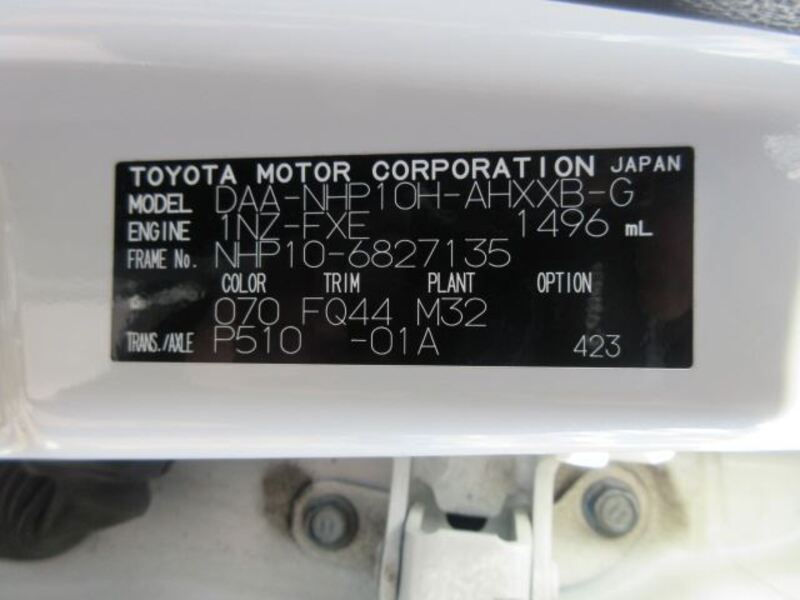 TOYOTA MOTOR CORPORATION JAPAN
MODEL DAA-NHP10H-AHXXB-G
ENGINE 1NZ-FXE 1496 mL
FRAME No. NHP10-6827135
COLOR TRIM PLANT OPTION
070 FQ44 M32
TRANS./AXLE P510 -01A 423